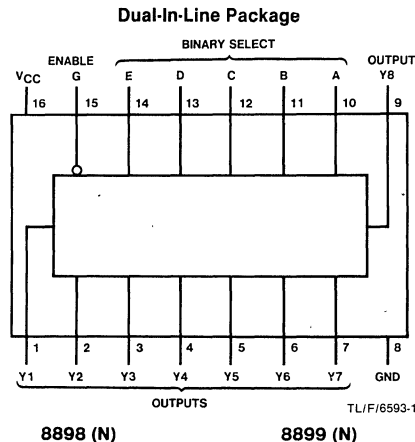 Dual-In-Line Package
BINARY SELECT
ENABLE OUTPUT
VCC G E D C B A Y8
16 15 14 13 12 11 10 9
1 2 3 4 5 6 7 8
Y1 Y2 Y3 Y4 Y5 Y6 Y7 GND
OUTPUTS
TL/F/6593-1
8898 (N) 8899 (N)